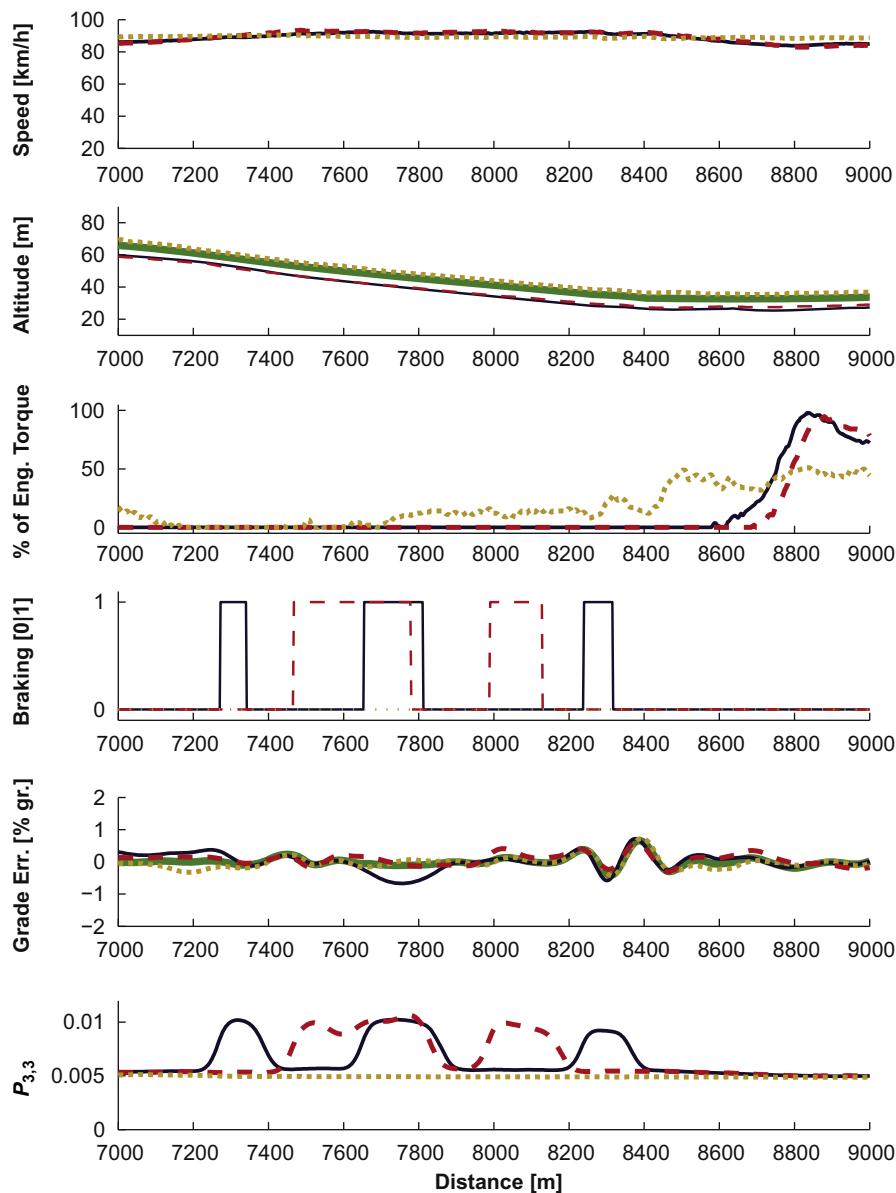 Speed [km/h]
100
80
60
40
20
7000 7200 7400 7600 7800 8000 8200 8400 8600 8800 9000
Altitude [m]
80
60
40
20
7000 7200 7400 7600 7800 8000 8200 8400 8600 8800 9000
% of Eng. Torque
100
50
0
7000 7200 7400 7600 7800 8000 8200 8400 8600 8800 9000
Braking [0|1]
1
0
7000 7200 7400 7600 7800 8000 8200 8400 8600 8800 9000
Grade Err. [% gr.]
2
1
0
−1
−2
7000 7200 7400 7600 7800 8000 8200 8400 8600 8800 9000
P3,3
0.01
0.005
0
7000 7200 7400 7600 7800 8000 8200 8400 8600 8800 9000
Distance [m]